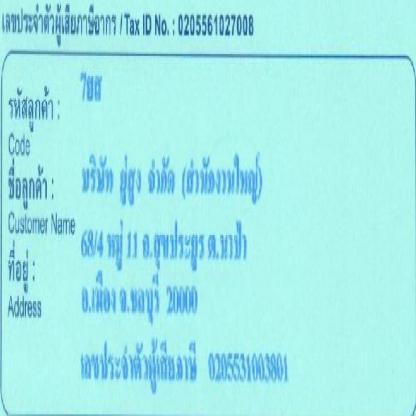 เลขประจำตัวผู้เสียภาษีอากร / Tax ID No. : 0205561027008
รหัสลูกค้า :
Code
ชื่อลูกค้า : บริษัท ยู่สูง จำกัด (สำนักงานใหญ่)
Customer Name
68/4 หมู่ 11 ถ.สุขประยูร ต.นาป่า
ที่อยู่ :
Address
อ.เมือง จ.ชลบุรี 20000
เลขประจำตัวผู้เสียภาษี 0205531003801